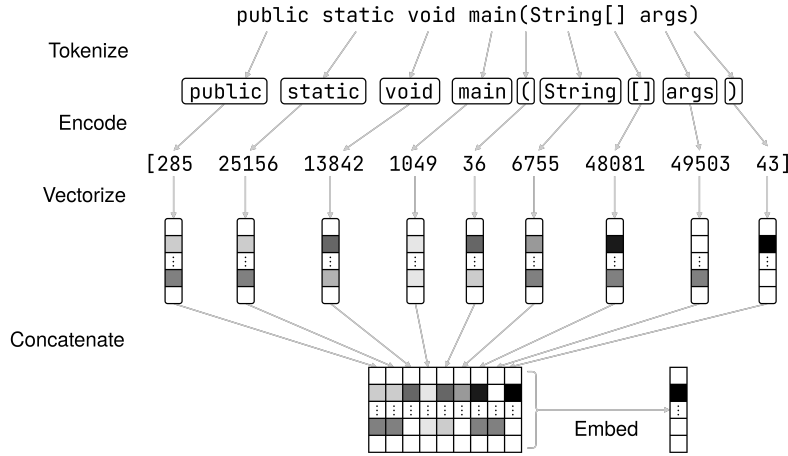 public static void main(String[] args)
Tokenize
public static void main ( String [] args )
Encode
[285 25156 13842 1049 36 6755 48081 49503 43]
Vectorize
Concatenate
Embed